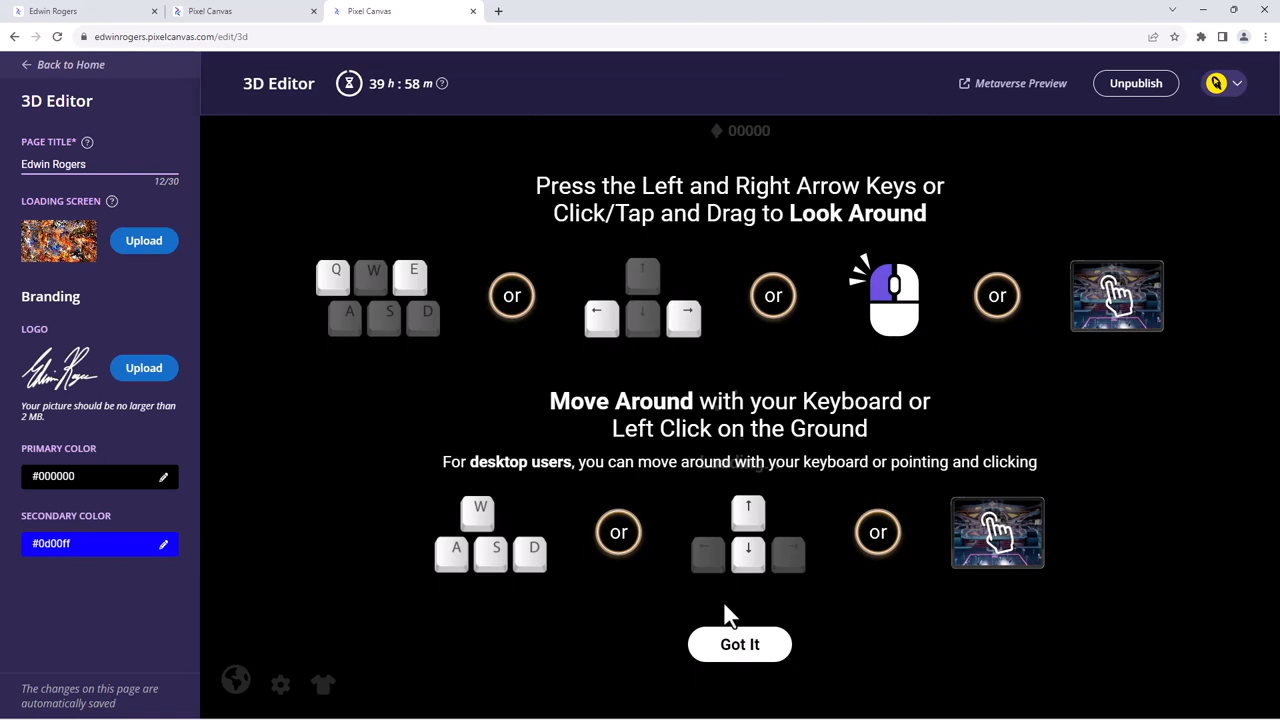 Edwin Rogers
Pixel Canvas
Pixel Canvas
edwinrogers.pixelcanvas.com/edit/3d
Back to Home
3D Editor
39 h : 58 m
Metaverse Preview
Unpublish
3D Editor
PAGE TITLE*
Edwin Rogers
12/30
LOADING SCREEN
Upload
Branding
LOGO
Edwin Rogers
Upload
Your picture should be no larger than
2 MB.
PRIMARY COLOR
#000000
SECONDARY COLOR
#0d00ff
The changes on this page are
automatically saved
00000
Press the Left and Right Arrow Keys or
Click/Tap and Drag to Look Around
Q W E
A S D
or
or
or
Move Around with your Keyboard or
Left Click on the Ground
For desktop users, you can move around with your keyboard or pointing and clicking
W
A S D
or
or
Got It